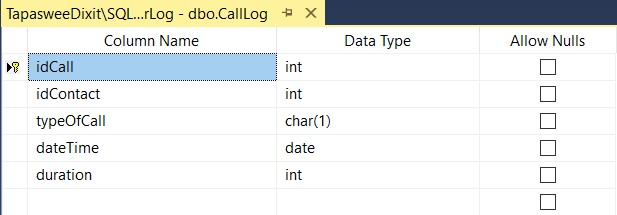 TapasweeDixit\SQL...rLog - dbo.CallLog
Column Name Data Type Allow Nulls
idCall int
idContact int
typeOfCall char(1)
dateTime date
duration int